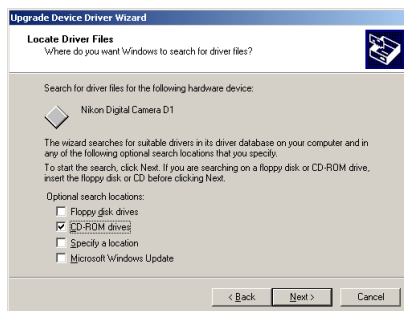 Upgrade Device Driver Wizard
Locate Driver Files
Where do you want Windows to search for driver files?
Search for driver files for the following hardware device:
Nikon Digital Camera D1
The wizard searches for suitable drivers in its driver database on your computer and in
any of the following optional search locations that you specify.
To start the search, click Next. If you are searching on a floppy disk or CD-ROM drive,
insert the floppy disk or CD before clicking Next.
Optional search locations:
Floppy disk drives
CD-ROM drives
Specify a location
Microsoft Windows Update
< Back
Next >
Cancel